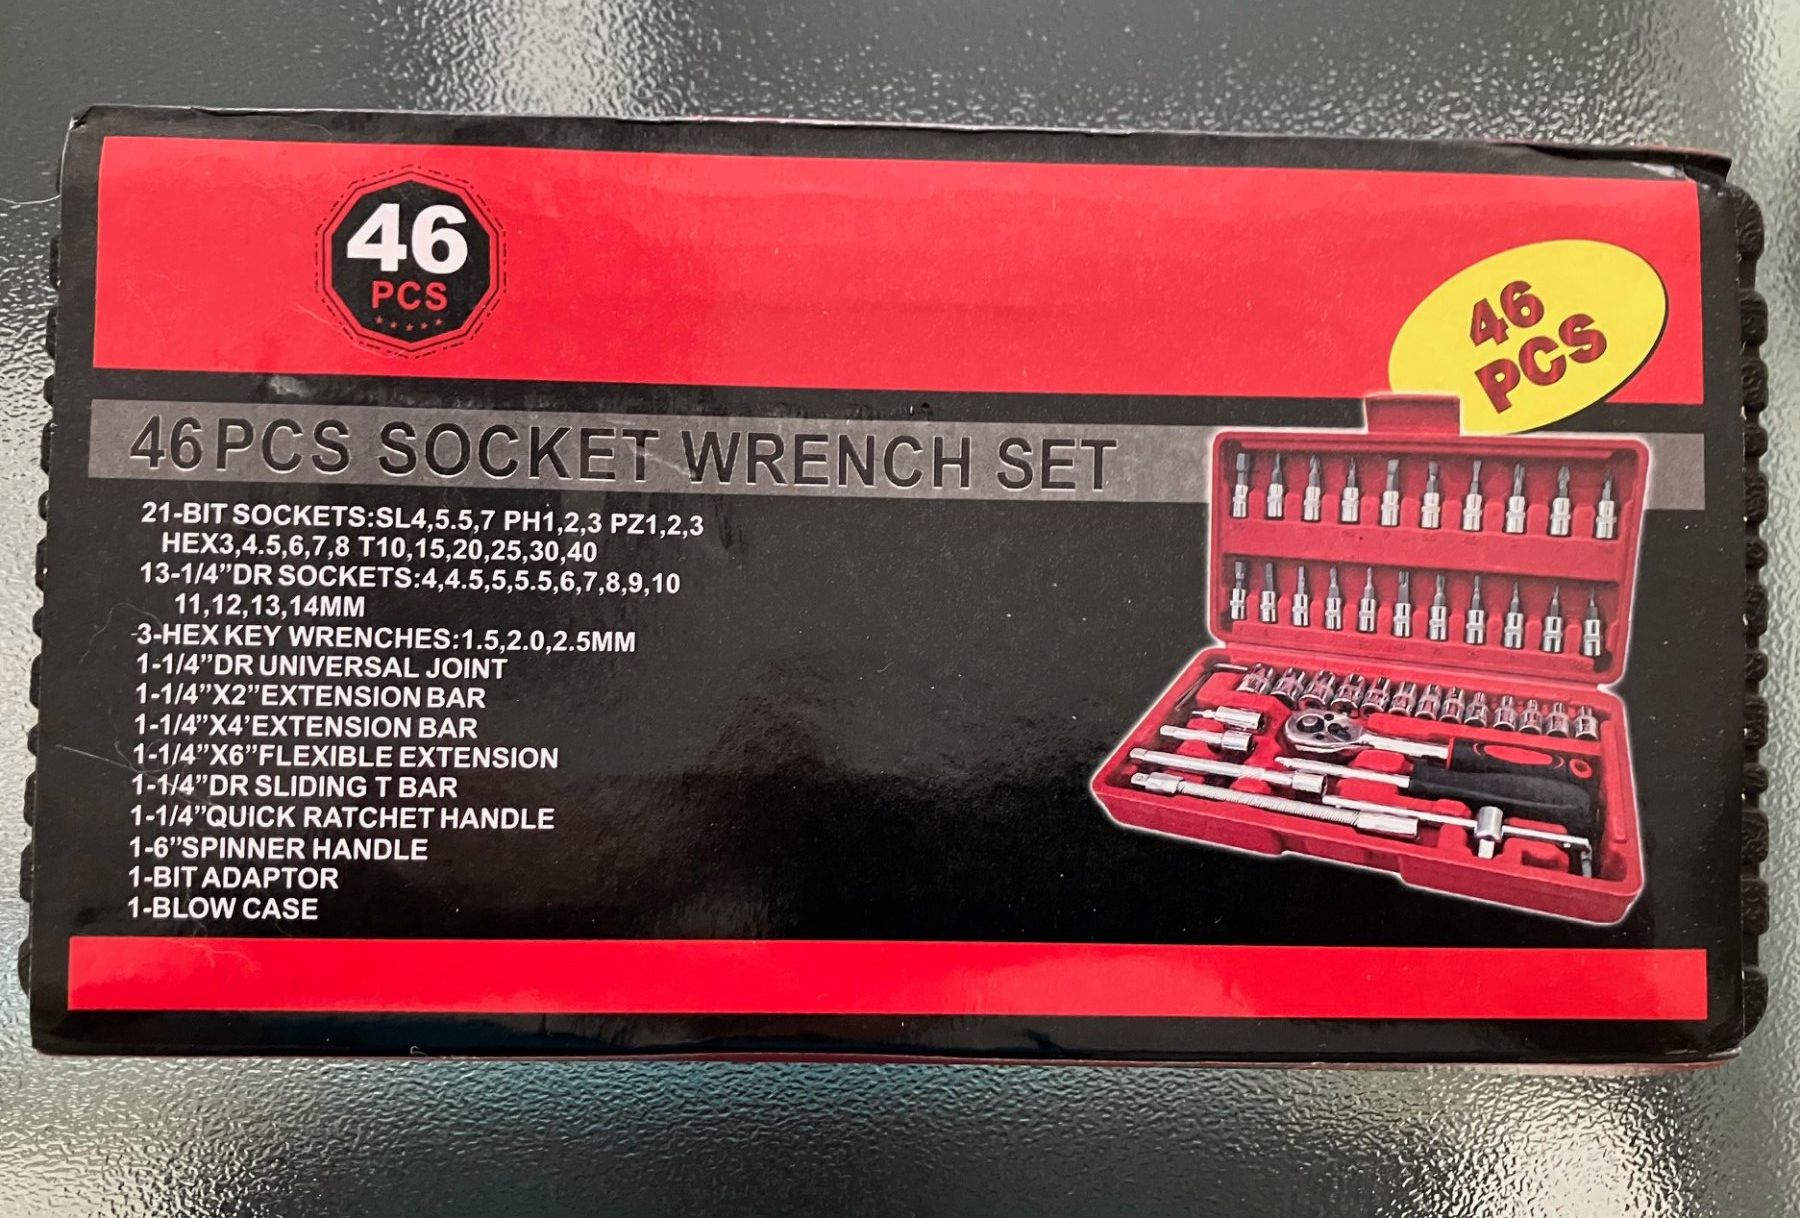 46
PCS
46
PCS
46PCS SOCKET WRENCH SET
21-BIT SOCKETS:SL4,5.5,7 PH1,2,3 PZ1,2,3
HEX3,4.5,6,7,8 T10,15,20,25,30,40
13-1/4”DR SOCKETS:4,4.5,5,5.5,6,7,8,9,10
11,12,13,14MM
3-HEX KEY WRENCHES:1.5,2.0,2.5MM
1-1/4”DR UNIVERSAL JOINT
1-1/4”X2”EXTENSION BAR
1-1/4”X4’EXTENSION BAR
1-1/4”X6”FLEXIBLE EXTENSION
1-1/4”DR SLIDING T BAR
1-1/4”QUICK RATCHET HANDLE
1-6”SPINNER HANDLE
1-BIT ADAPTOR
1-BLOW CASE